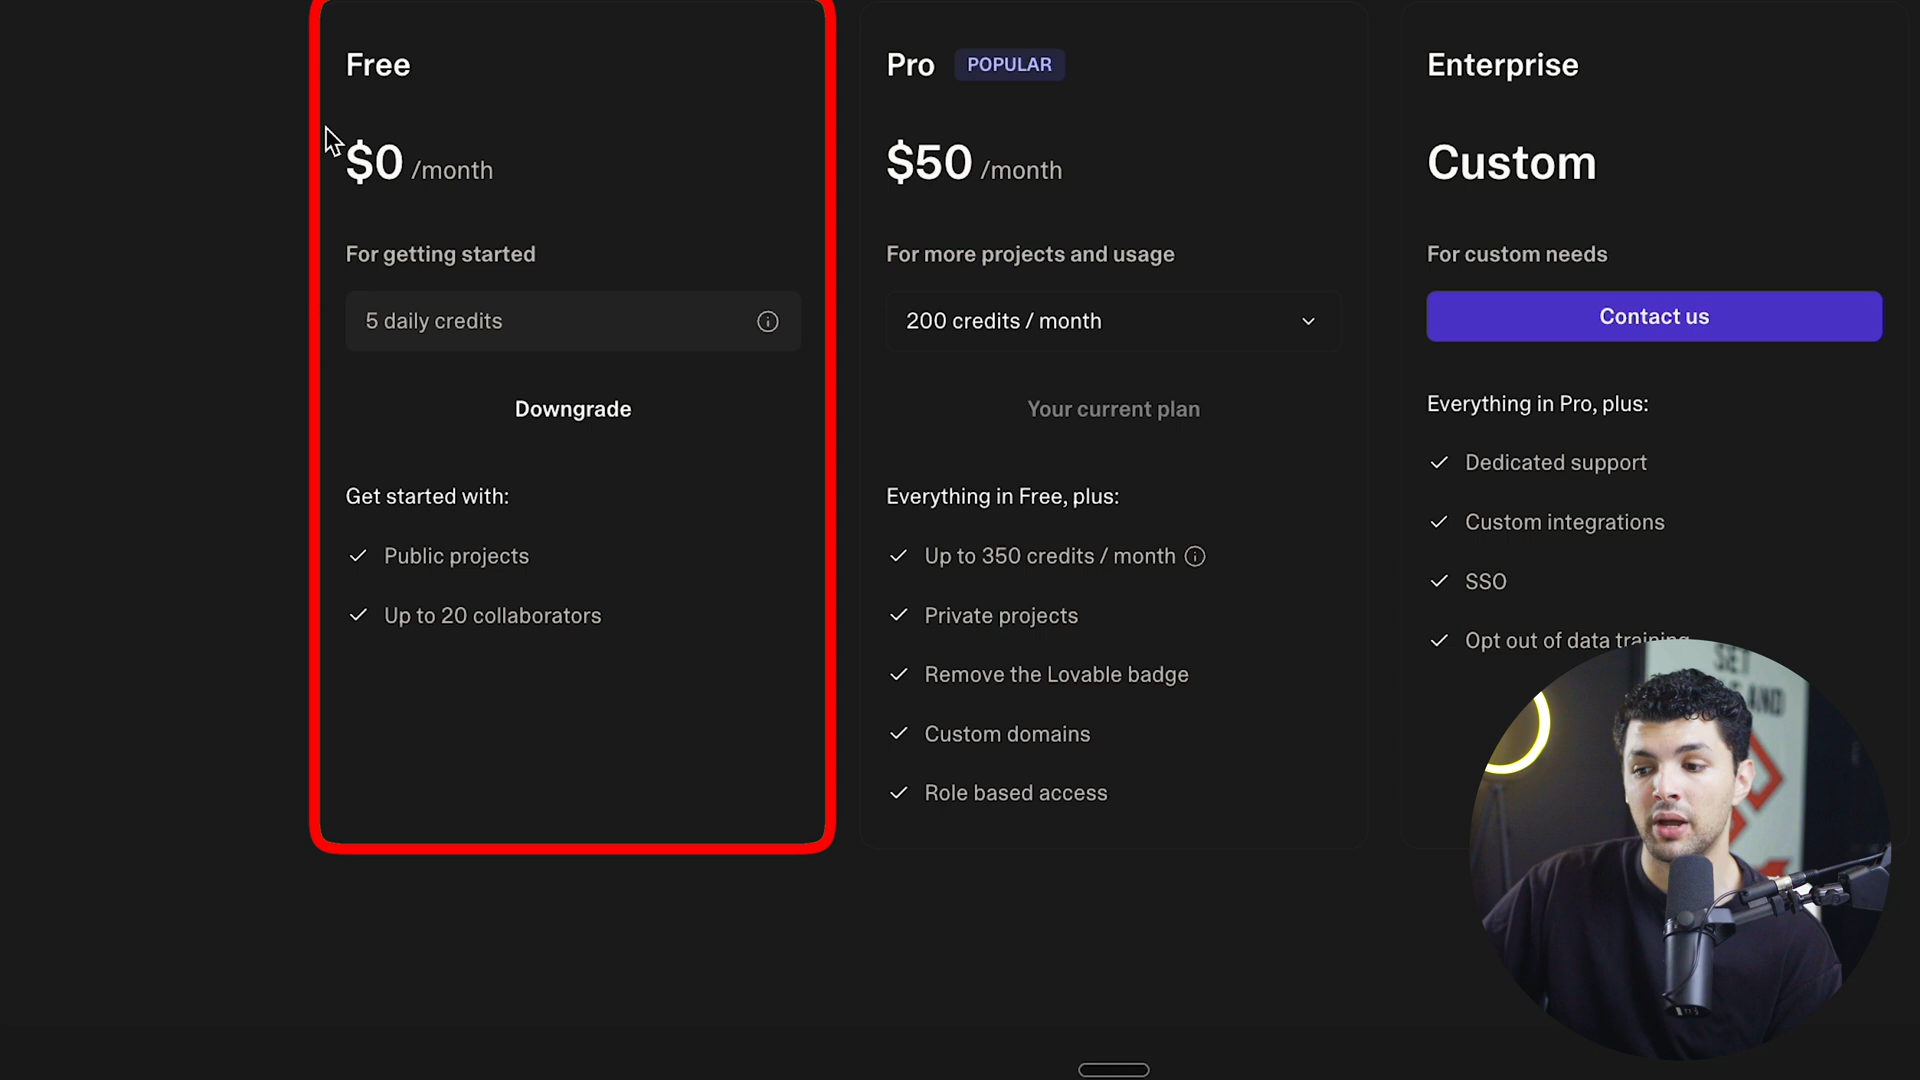 Free
$0 /month
For getting started
5 daily credits
Downgrade
Get started with:
Public projects
Up to 20 collaborators
Pro POPULAR
$50 /month
For more projects and usage
200 credits / month
Your current plan
Everything in Free, plus:
Up to 350 credits / month
Private projects
Remove the Lovable badge
Custom domains
Role based access
Enterprise
Custom
For custom needs
Contact us
Everything in Pro, plus:
Dedicated support
Custom integrations
SSO
Opt out of data training
SET
AND